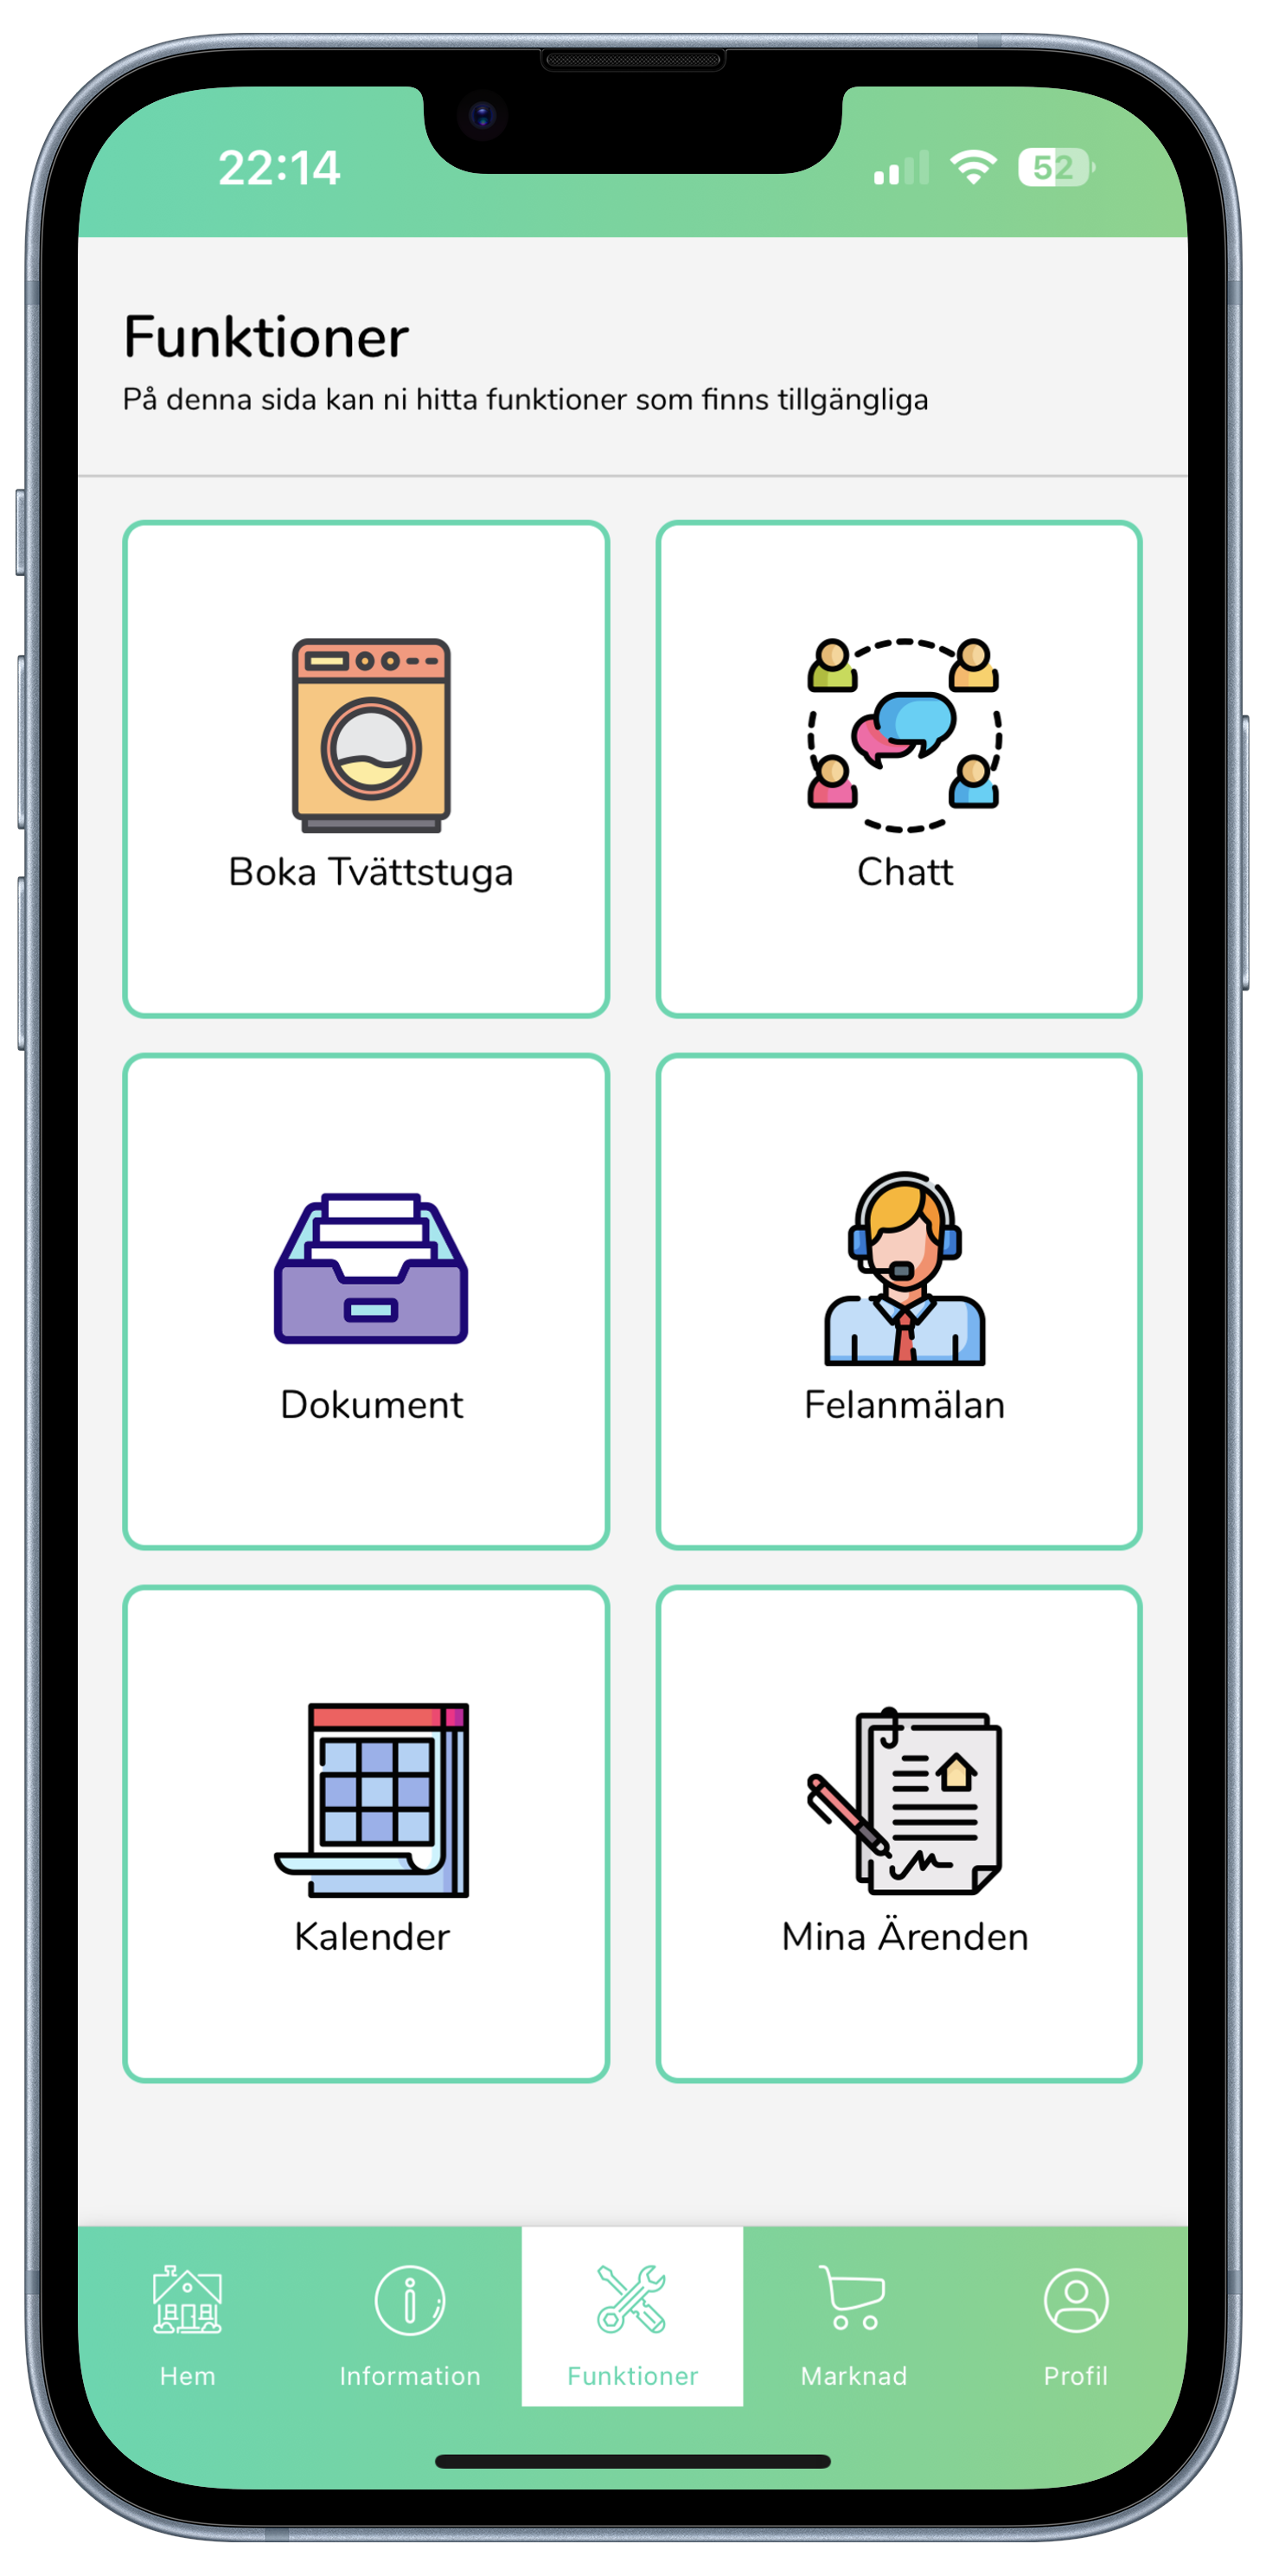 22:14
52
Funktioner
På denna sida kan ni hitta funktioner som finns tillgängliga
Boka Tvättstuga
Chatt
Dokument
Felanmälan
Kalender
Mina Ärenden
Hem
Information
Funktioner
Marknad
Profil